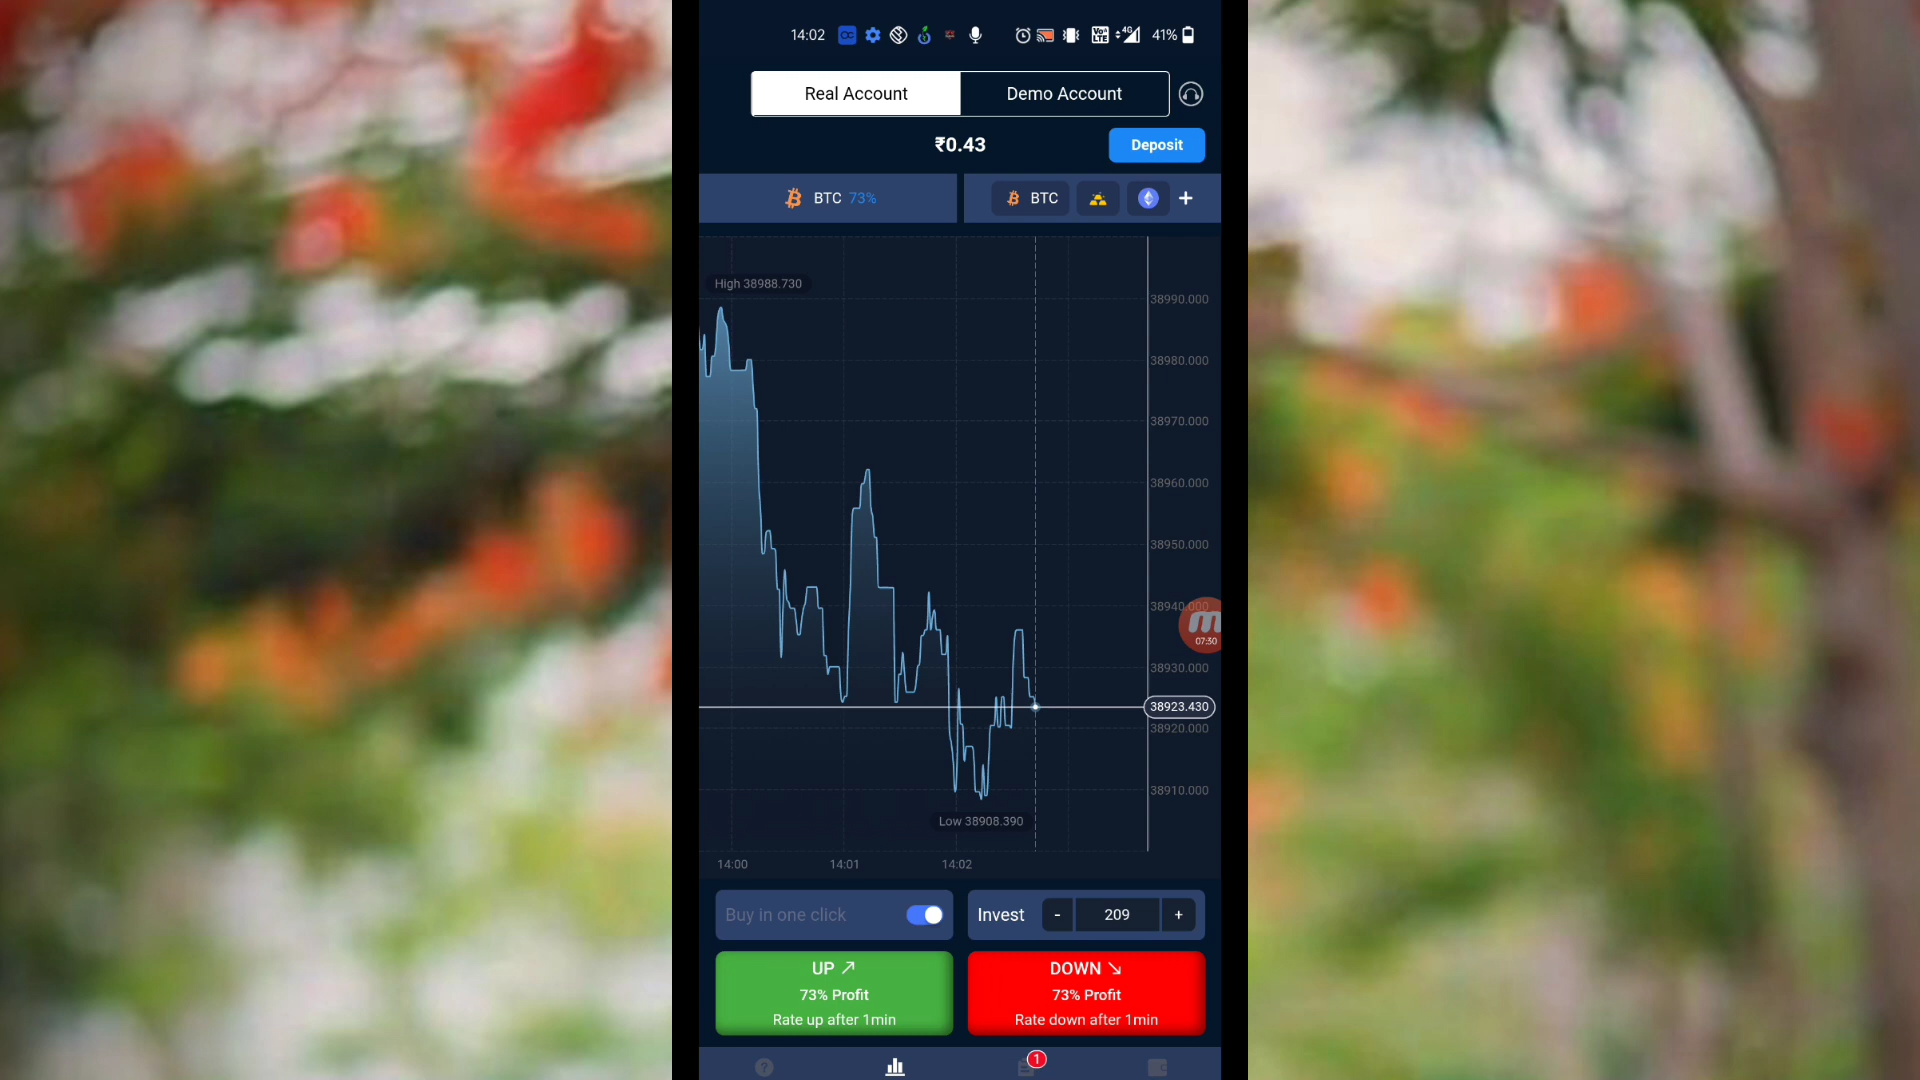 14:02
Vo LTE 4G 41%
Real Account
Demo Account
₹0.43
Deposit
BTC 73%
BTC
+
High 38988.730
38990.000
38980.000
38970.000
38960.000
38950.000
38940.000
07:30
38930.000
38923.430
38920.000
38910.000
Low 38908.390
14:00
14:01
14:02
Buy in one click
Invest
-
209
+
UP ↗
73% Profit
Rate up after 1min
DOWN ↘
73% Profit
Rate down after 1min
?
1